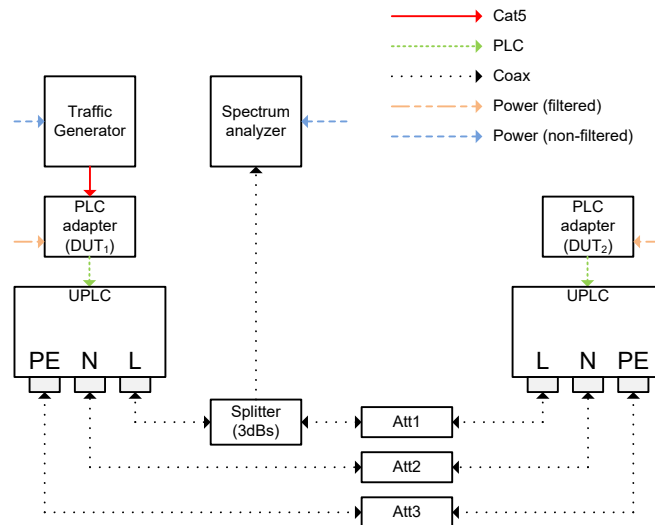 Cat5
PLC
Coax
Power (filtered)
Power (non-filtered)
Traffic
Generator
Spectrum
analyzer
PLC
adapter
(DUT₁)
PLC
adapter
(DUT₂)
UPLC
PE N L
UPLC
L N PE
Splitter
(3dBs)
Att1
Att2
Att3